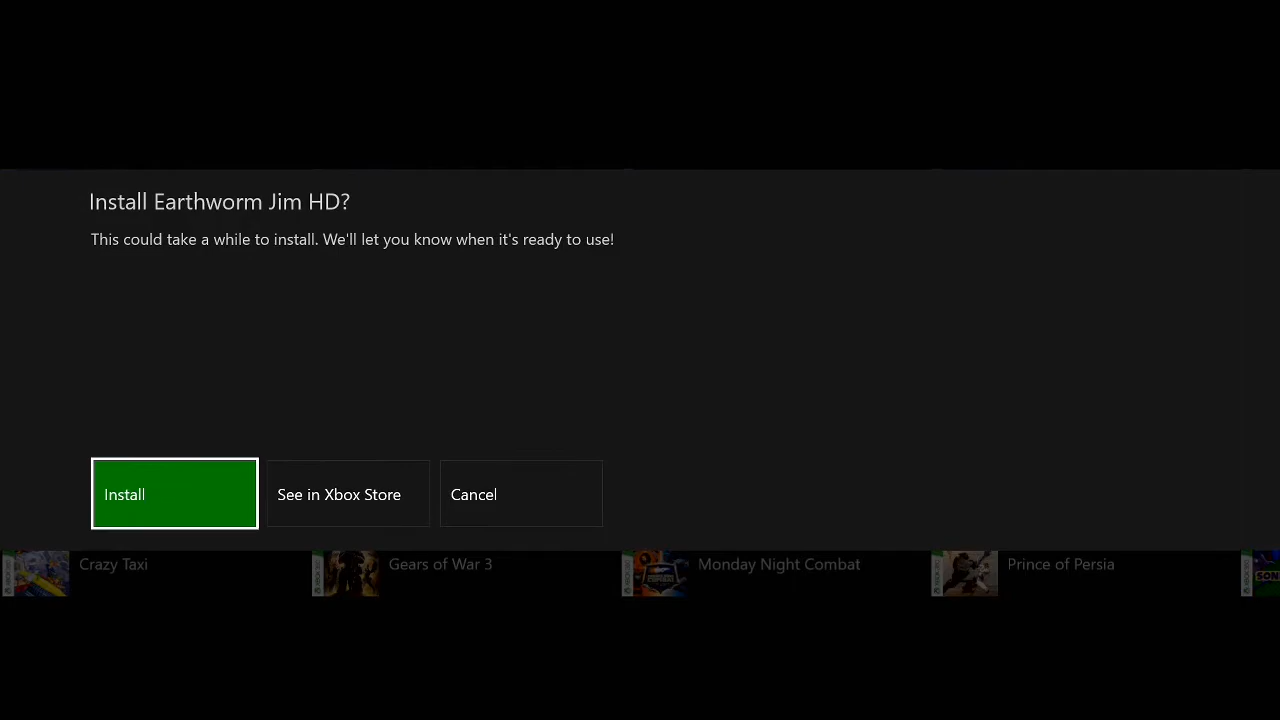 Install Earthworm Jim HD?
This could take a while to install. We'll let you know when it's ready to use!
Install
See in Xbox Store
Cancel
Crazy Taxi
Gears of War 3
Monday Night Combat
Prince of Persia